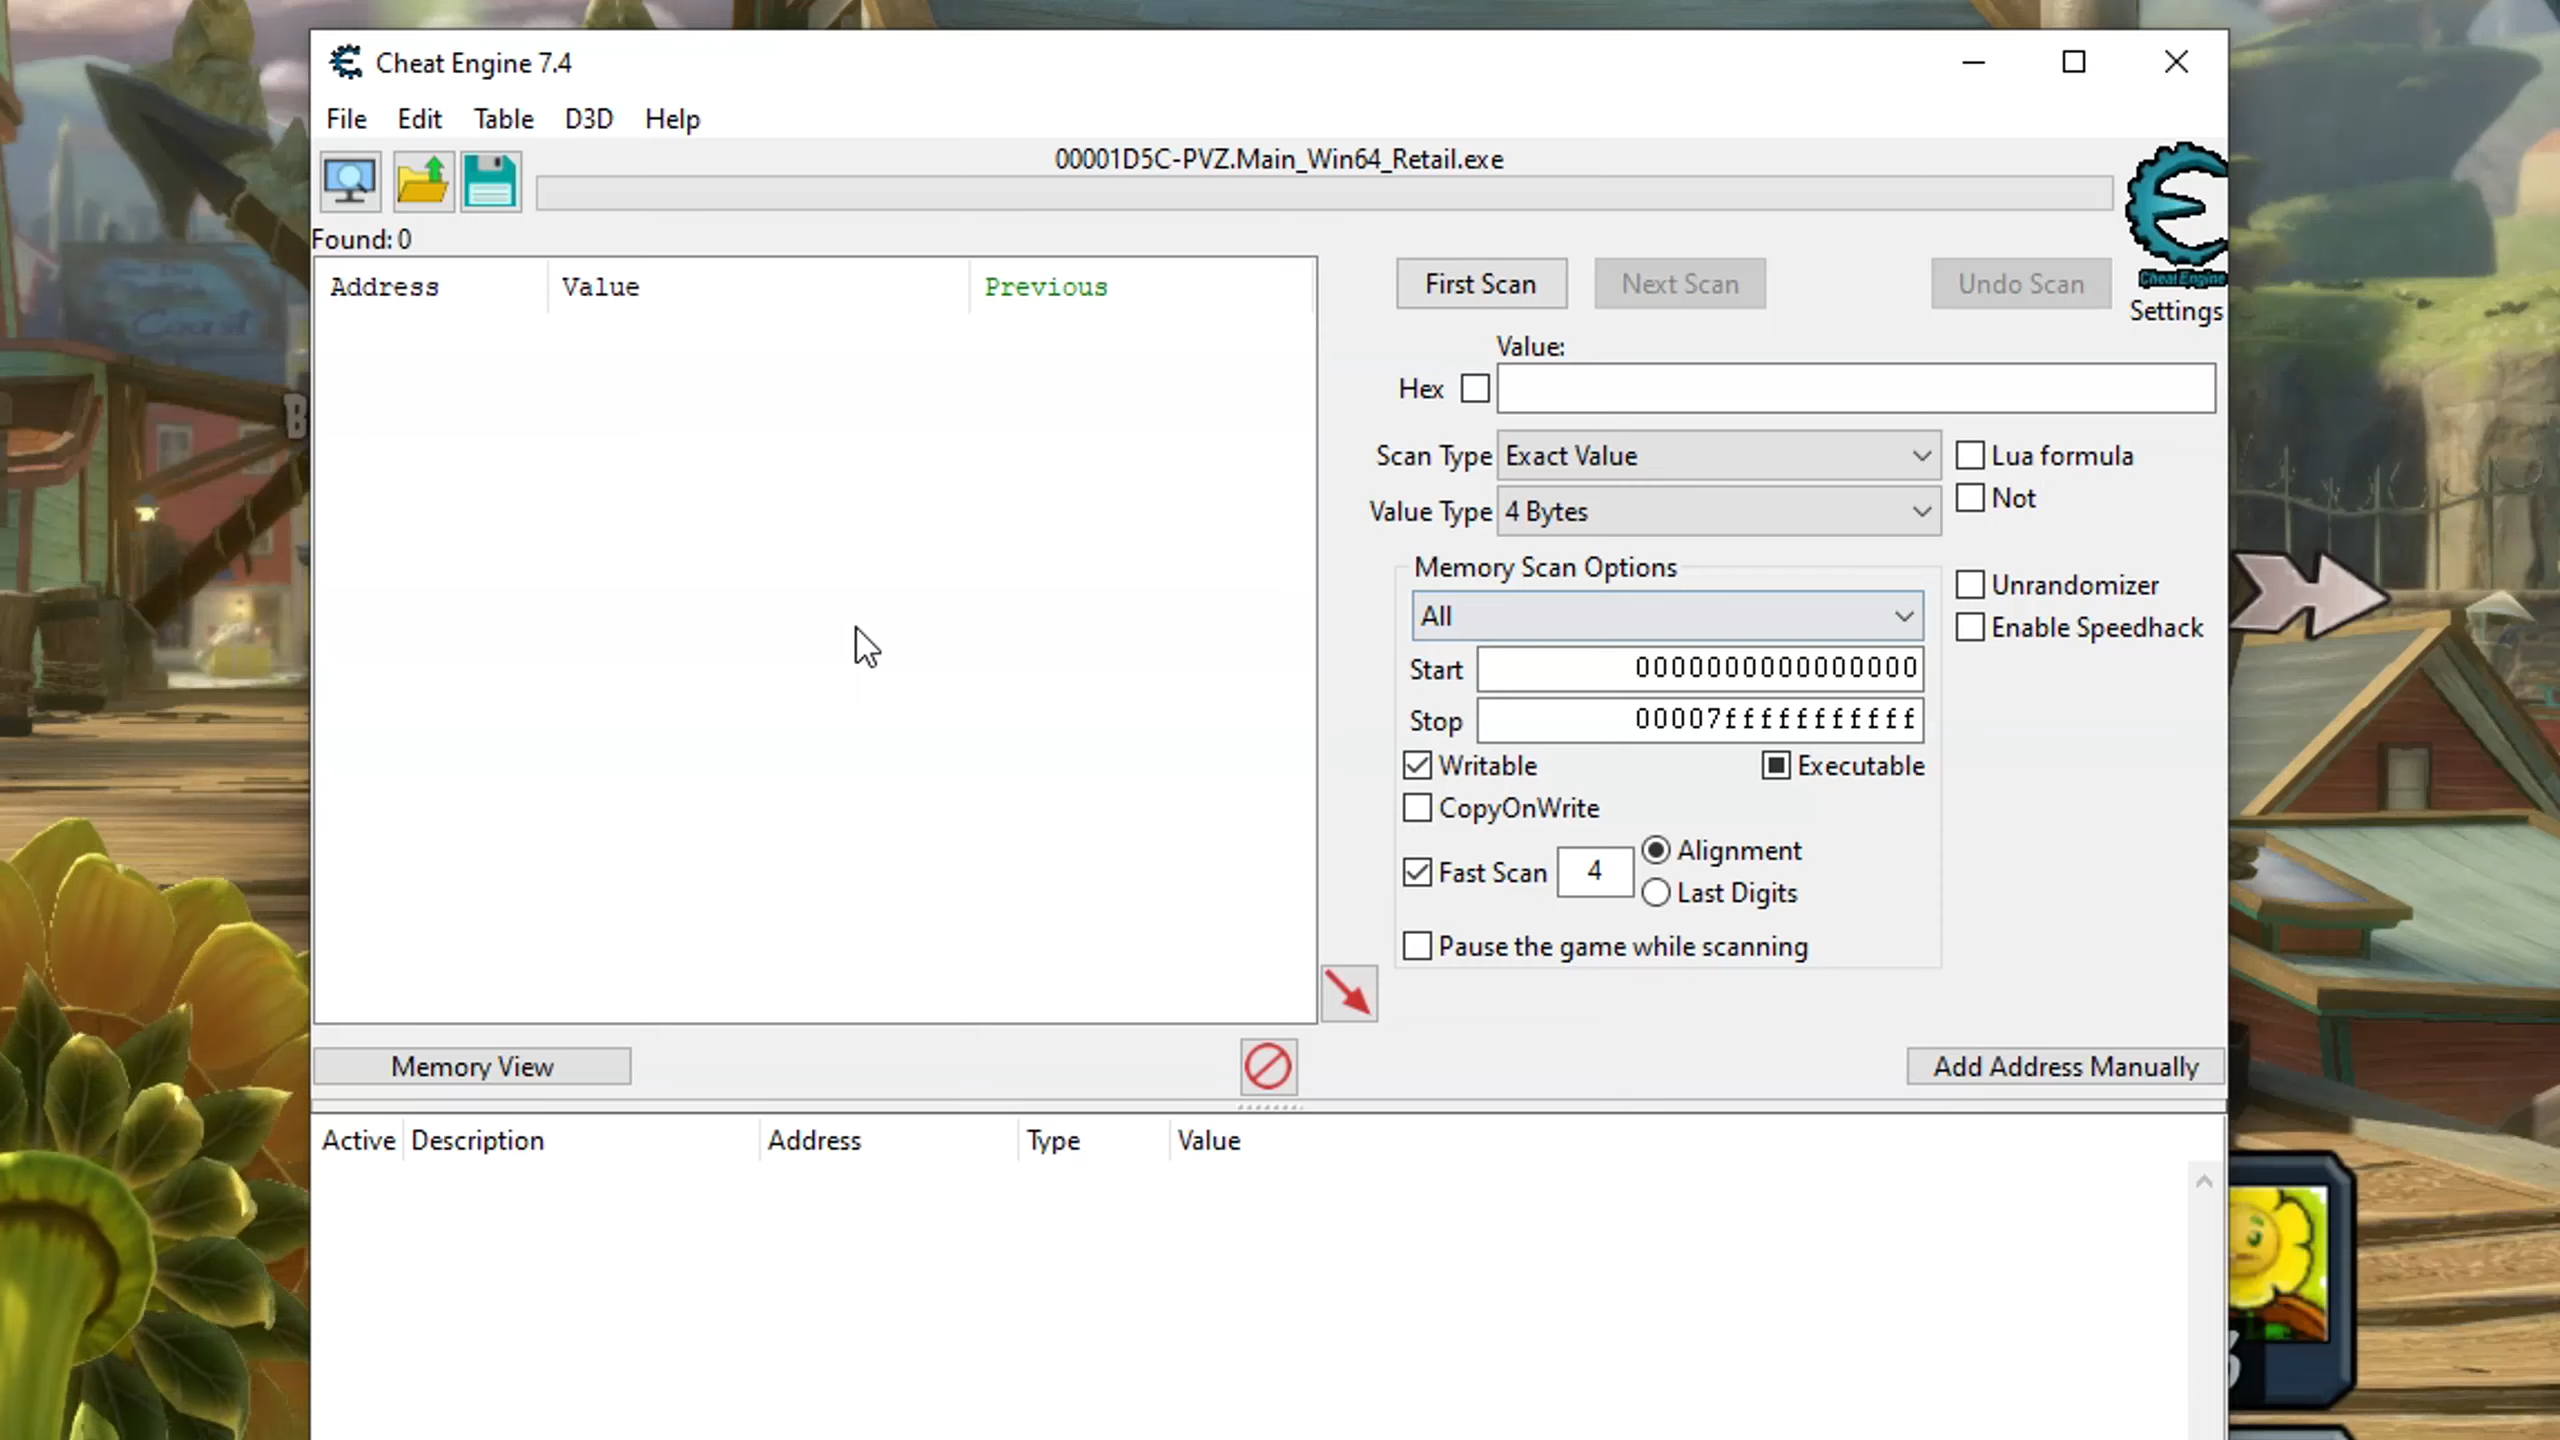 Cheat Engine 7.4
File Edit Table D3D Help
00001D5C-PVZ.Main_Win64_Retail.exe
Cheat Engine
Settings
Found: 0
Address Value Previous
First Scan Next Scan Undo Scan
Value:
Hex
Scan Type Exact Value Lua formula
Not
Value Type 4 Bytes
Memory Scan Options
All
Unrandomizer
Enable Speedhack
Start 0000000000000000
Stop 00007fffffffffff
Writable Executable
CopyOnWrite
Fast Scan 4 Alignment
Last Digits
Pause the game while scanning
Memory View Add Address Manually
Active Description Address Type Value
Coast
B